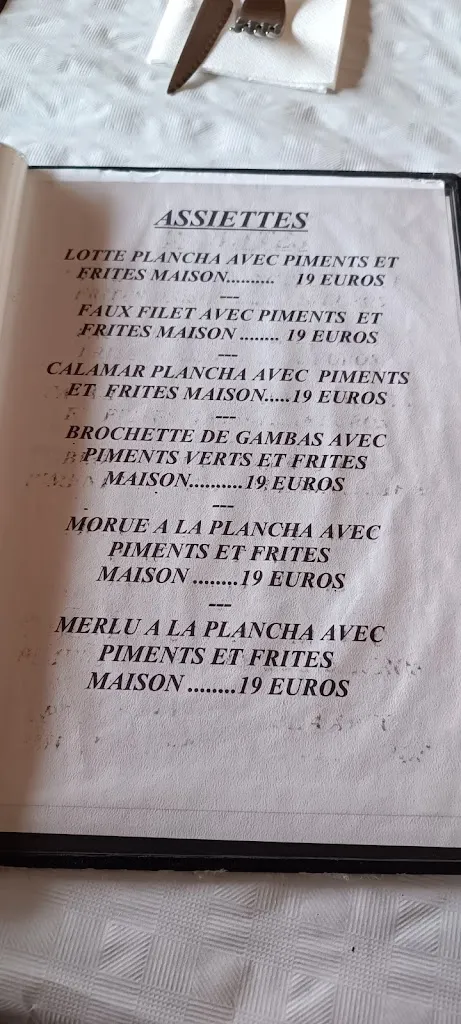 ASSIETTES
LOTTE PLANCHA AVEC PIMENTS ET
FRITES MAISON.......... 19 EUROS
---
FAUX FILET AVEC PIMENTS ET
FRITES MAISON ........ 19 EUROS
---
CALAMAR PLANCHA AVEC PIMENTS
ET FRITES MAISON.....19 EUROS
---
BROCHETTE DE GAMBAS AVEC
PIMENTS VERTS ET FRITES
MAISON..........19 EUROS
---
MORUE A LA PLANCHA AVEC
PIMENTS ET FRITES
MAISON ........19 EUROS
---
MERLU A LA PLANCHA AVEC
PIMENTS ET FRITES
MAISON ........19 EUROS